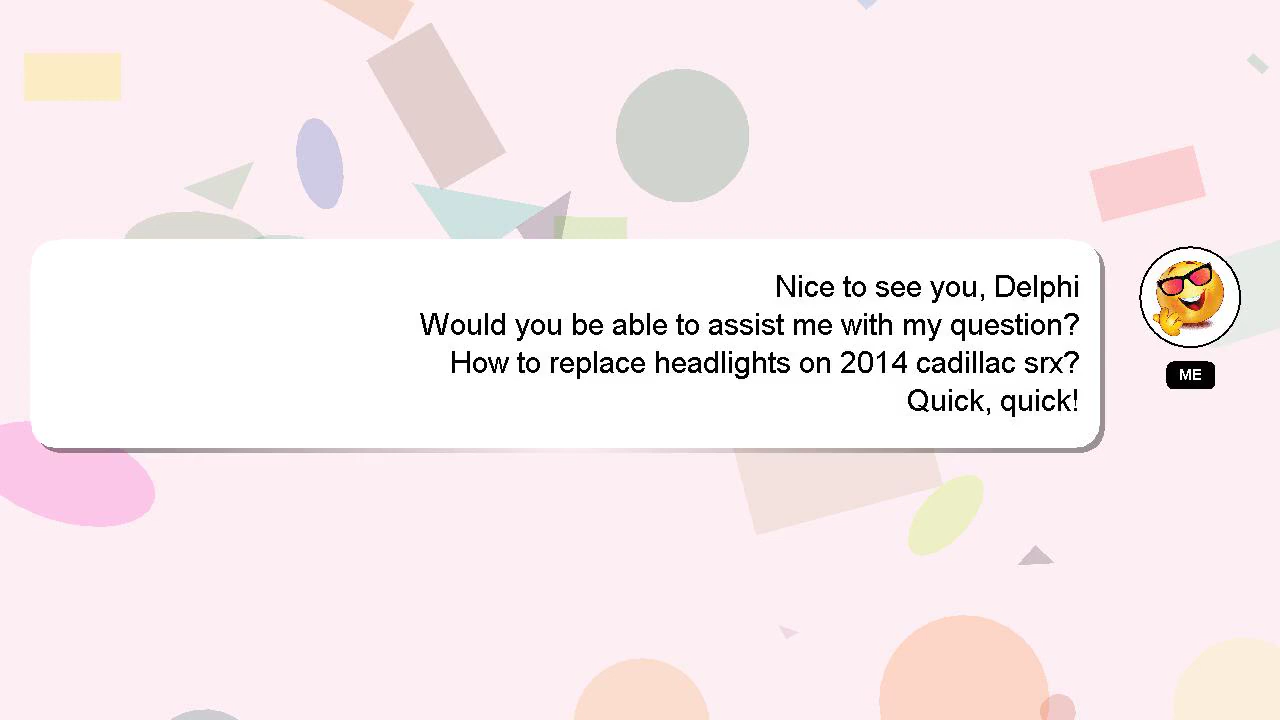 Nice to see you, Delphi
Would you be able to assist me with my question?
How to replace headlights on 2014 cadillac srx?
Quick, quick!
ME